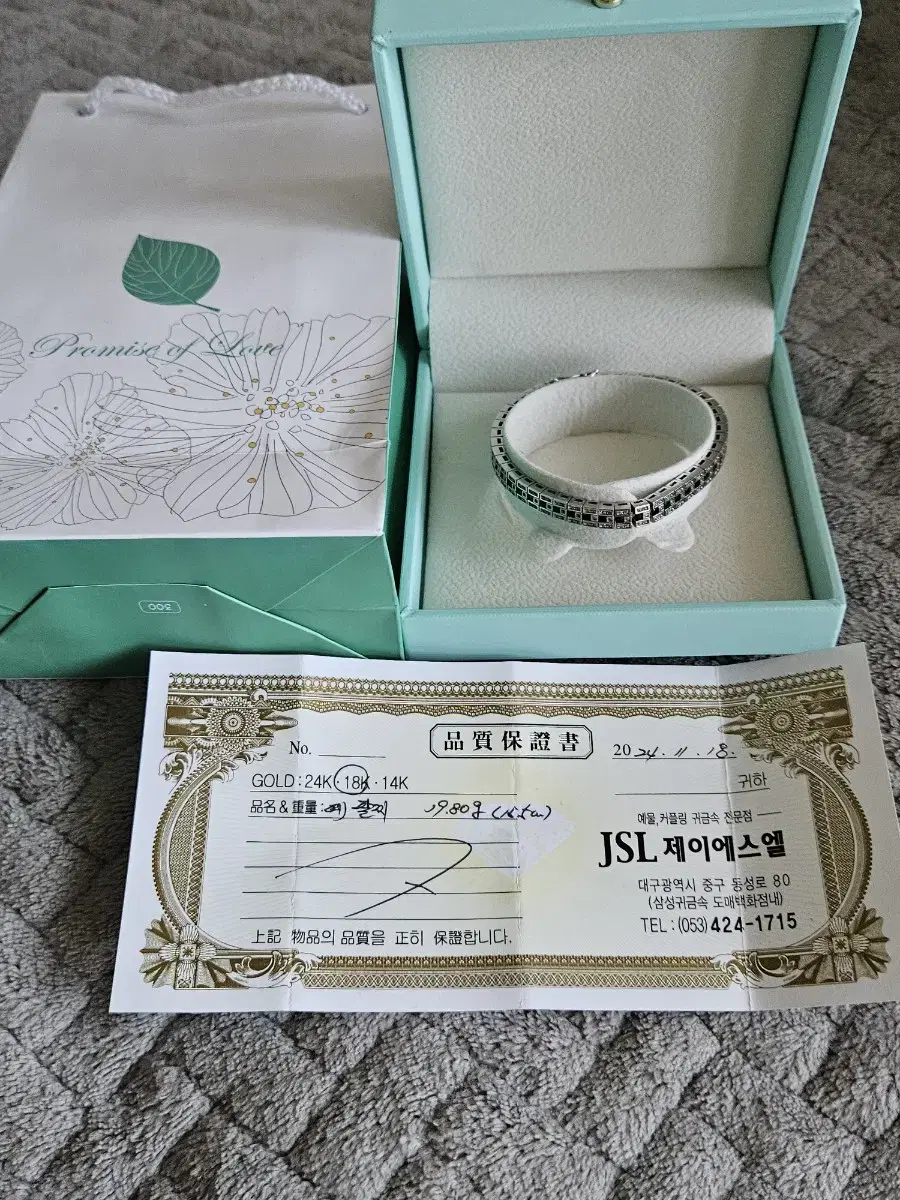 Promise of Love
500
品質保證書
No.
2024. 11. 18.
GOLD:24K·18K·14K
귀하
品名 & 重量: 팔찌 19.80g (16.5cm)
예물, 커플링 귀금속 전문점
JSL 제이에스엘
대구광역시 중구 동성로 80
(삼성귀금속 도매백화점내)
TEL : (053) 424-1715
上記 物品의 品質을 正히 保證합니다.